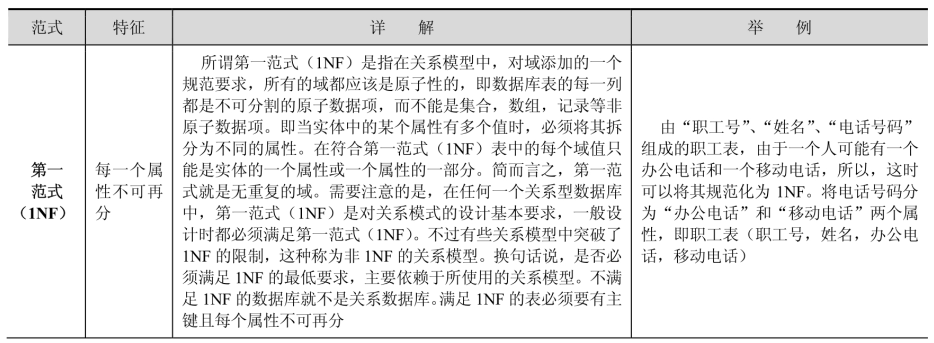 范式 特征 详 解 举 例
第一
范式
（1NF）
每一个属
性不可再
分
所谓第一范式（1NF）是指在关系模型中，对域添加的一个
规范要求，所有的域都应该是原子性的，即数据库表的每一列
都是不可分割的原子数据项，而不能是集合，数组，记录等非
原子数据项。即当实体中的某个属性有多个值时，必须将其拆
分为不同的属性。在符合第一范式（1NF）表中的每个域值只
能是实体的一个属性或一个属性的一部分。简而言之，第一范
式就是无重复的域。需要注意的是，在任何一个关系型数据库
中，第一范式（1NF）是对关系模式的设计基本要求，一般设
计时都必须满足第一范式（1NF）。不过有些关系模型中突破了
1NF 的限制，这种称为非 1NF 的关系模型。换句话说，是否必
须满足 1NF 的最低要求，主要依赖于所使用的关系模型。不满
足 1NF 的数据库就不是关系数据库。满足 1NF 的表必须要有主
键且每个属性不可再分
由“职工号”、“姓名”、“电话号码”
组成的职工表，由于一个人可能有一个
办公电话和一个移动电话，所以，这时
可以将其规范化为 1NF。将电话号码分
为“办公电话”和“移动电话”两个属
性，即职工表（职工号，姓名，办公电
话，移动电话）